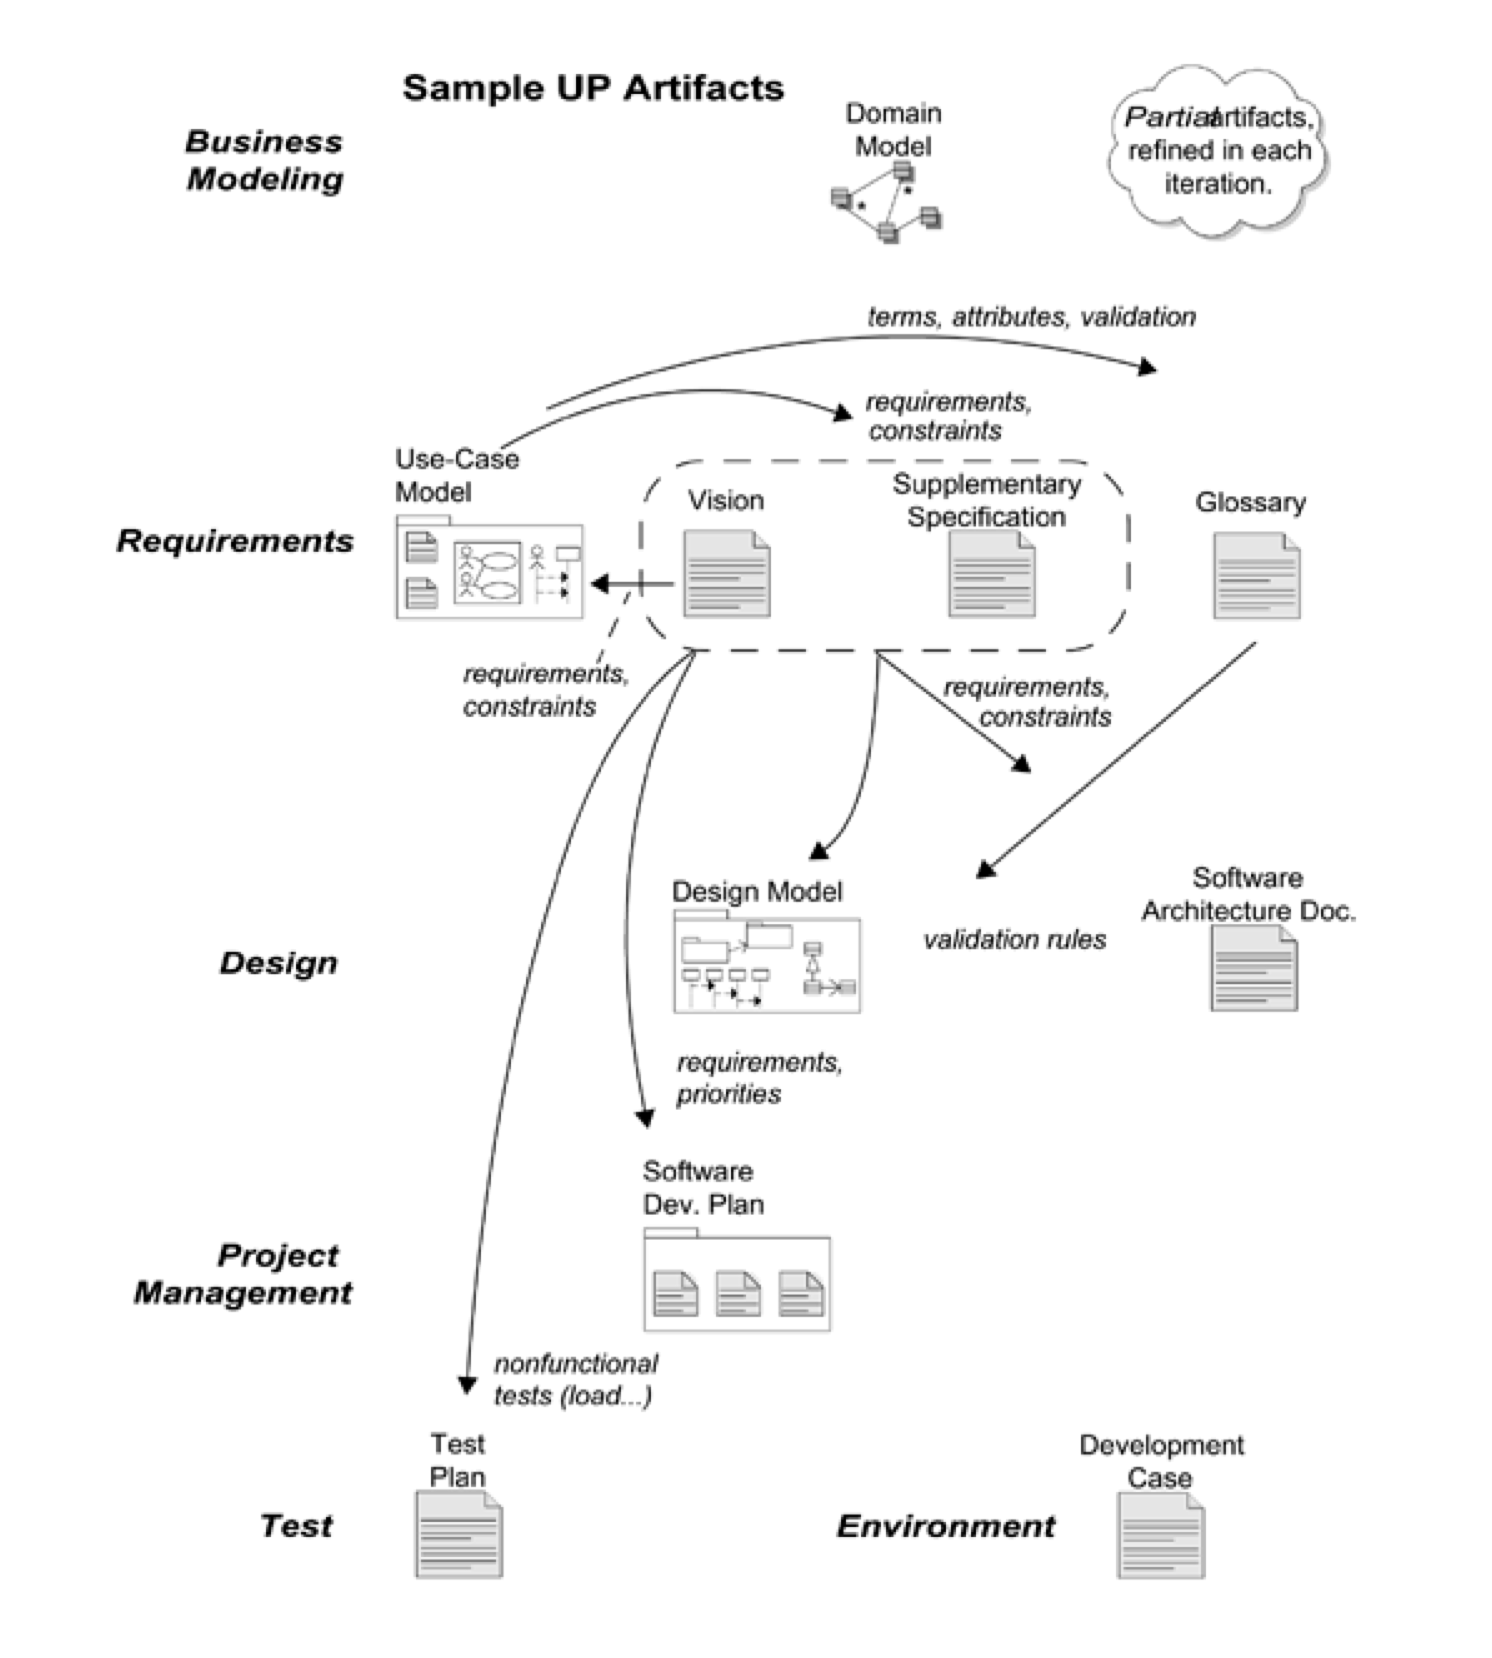 Sample UP Artifacts
Business
Modeling
Domain
Model
Partial artifacts,
refined in each
iteration.
terms, attributes, validation
requirements,
constraints
Use-Case
Model
Vision
Supplementary
Specification
Glossary
Requirements
requirements,
constraints
requirements,
constraints
Design Model
Software
Architecture Doc.
validation rules
Design
requirements,
priorities
Software
Dev. Plan
Project
Management
nonfunctional
tests (load...)
Test
Plan
Development
Case
Test
Environment